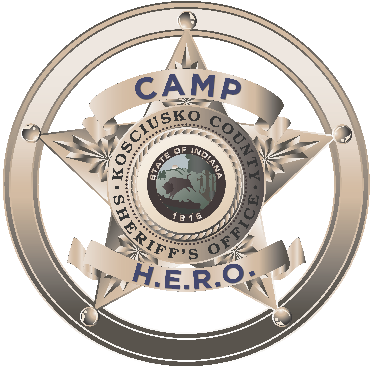 CAMP
KOSCIUSKO COUNTY
STATE OF INDIANA
1816
SHERIFF'S OFFICE
H.E.R.O.